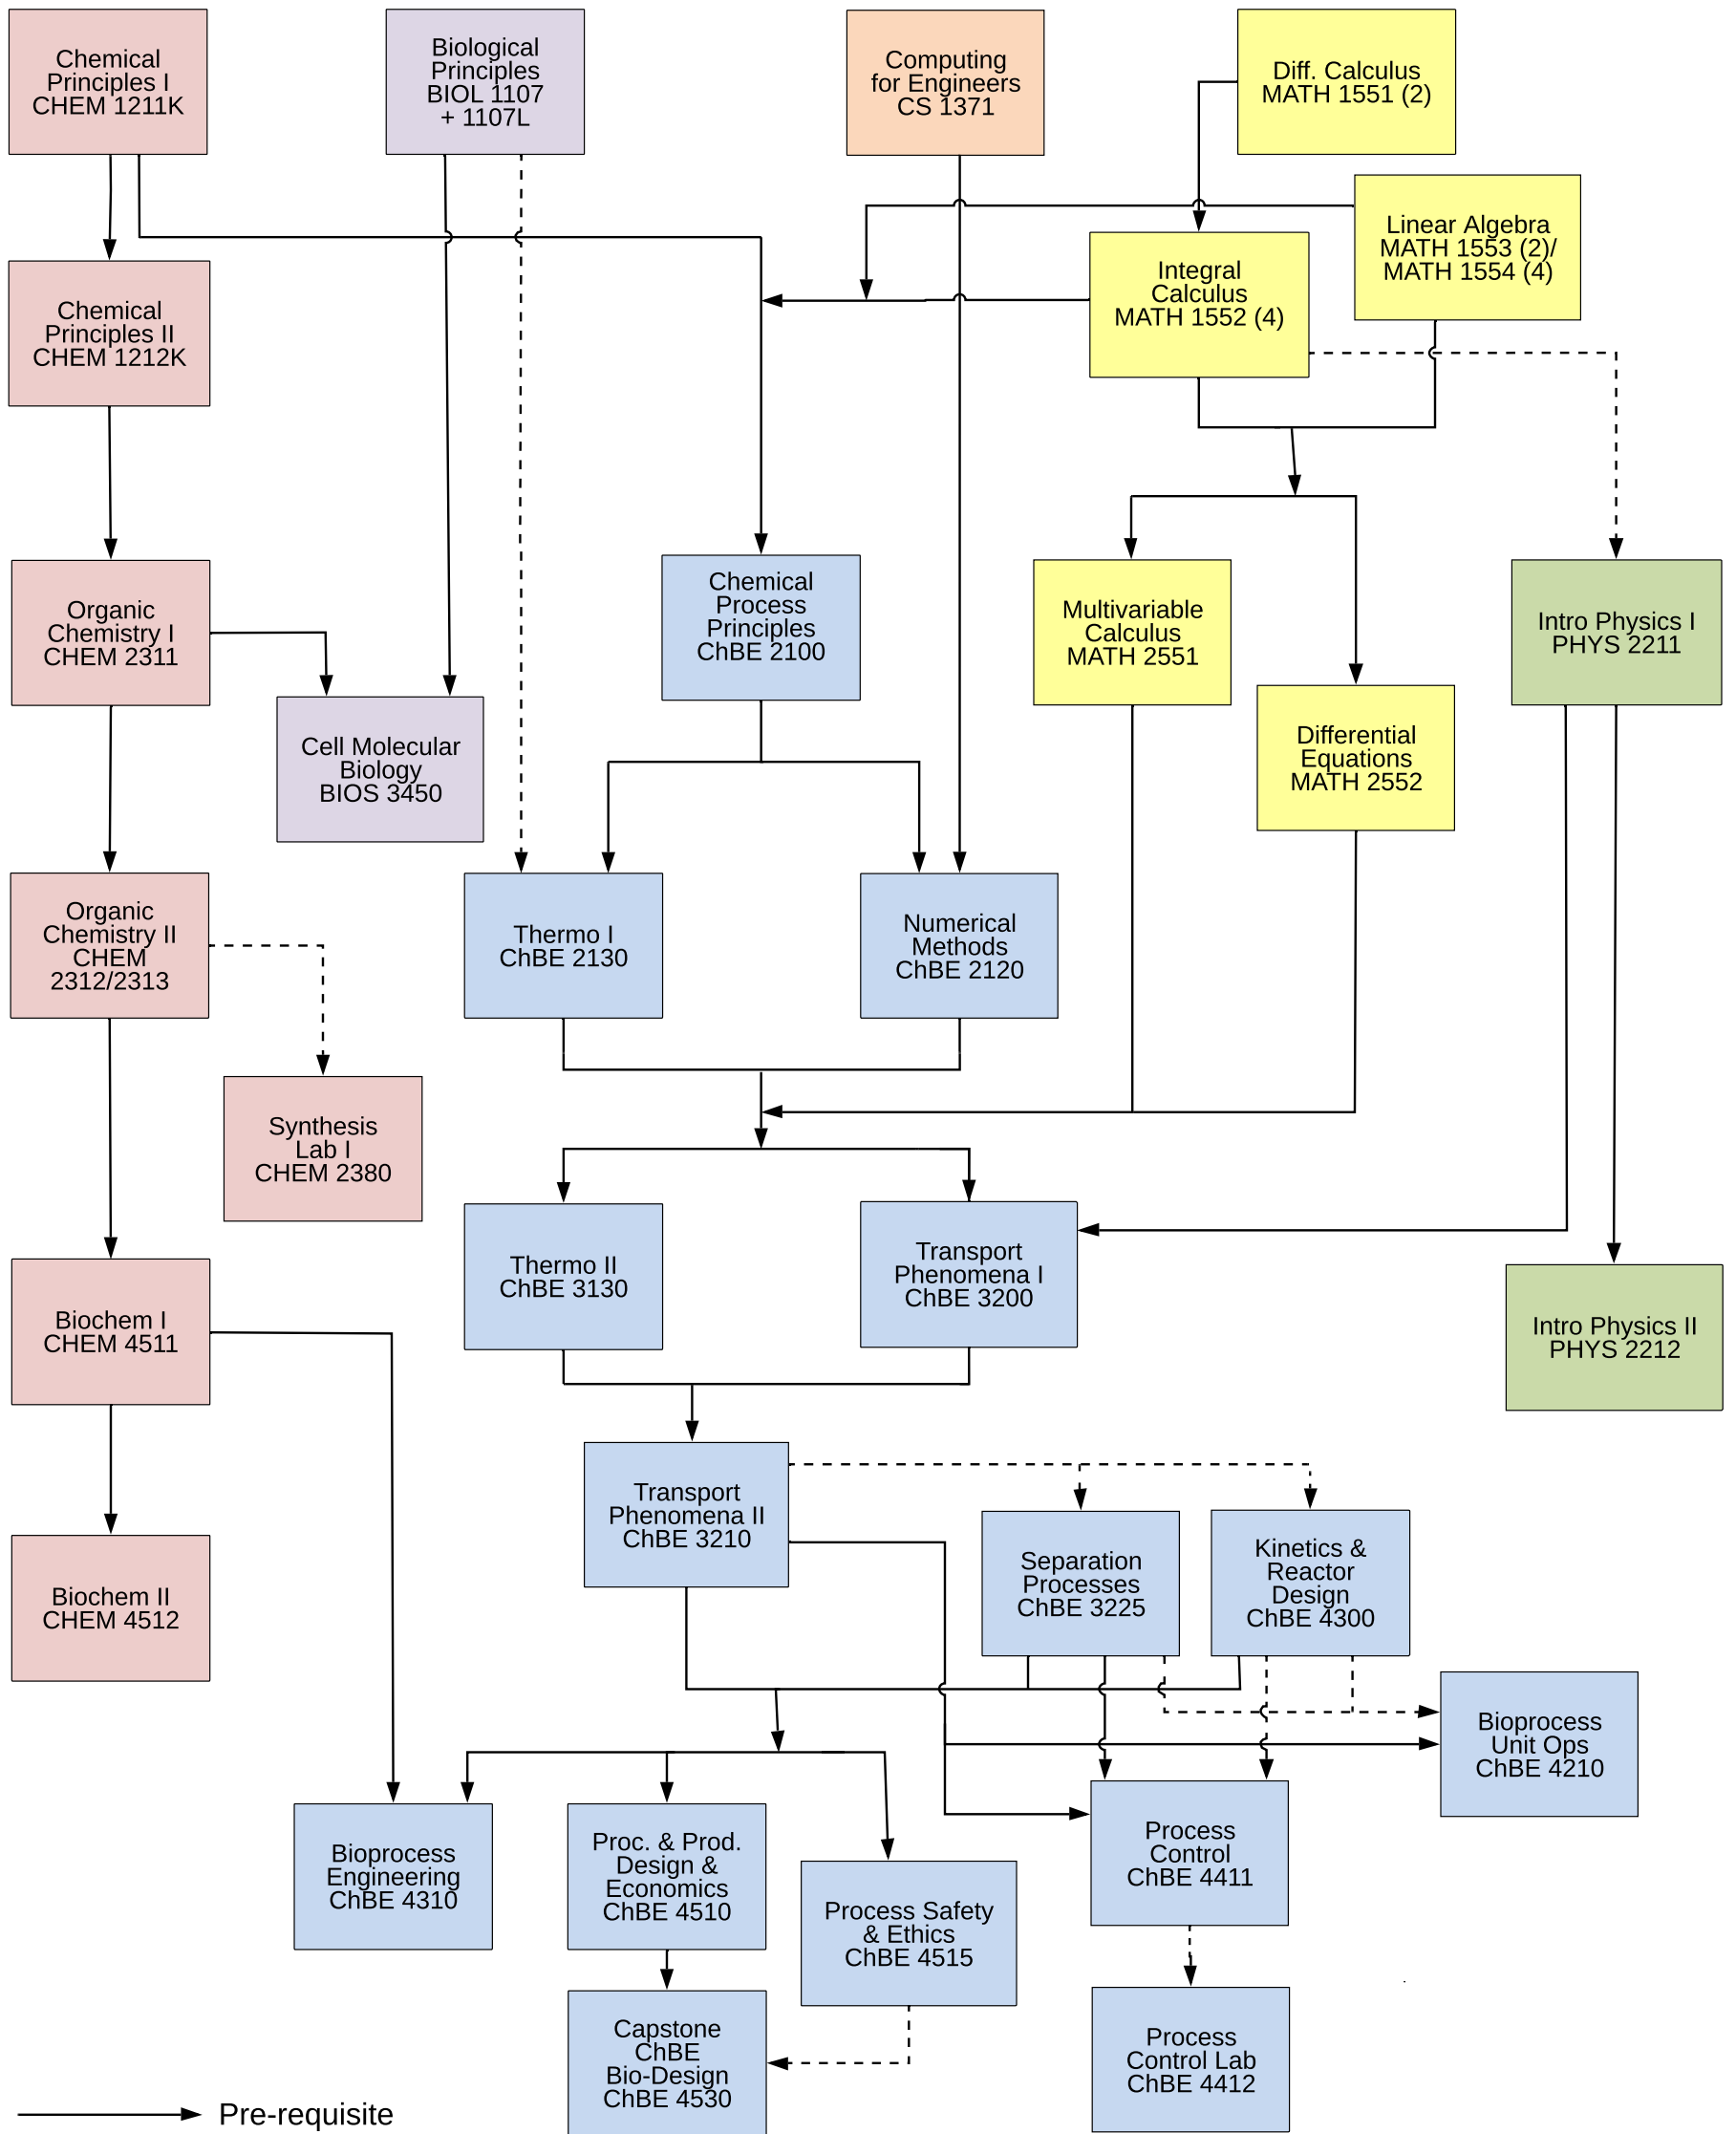 Chemical
Principles I
CHEM 1211K
Biological
Principles
BIOL 1107
+ 1107L
Computing
for Engineers
CS 1371
Diff. Calculus
MATH 1551 (2)
Linear Algebra
MATH 1553 (2)/
MATH 1554 (4)
Integral
Calculus
MATH 1552 (4)
Chemical
Principles II
CHEM 1212K
Organic
Chemistry I
CHEM 2311
Chemical
Process
Principles
ChBE 2100
Multivariable
Calculus
MATH 2551
Intro Physics I
PHYS 2211
Cell Molecular
Biology
BIOS 3450
Differential
Equations
MATH 2552
Organic
Chemistry II
CHEM
2312/2313
Thermo I
ChBE 2130
Numerical
Methods
ChBE 2120
Synthesis
Lab I
CHEM 2380
Thermo II
ChBE 3130
Transport
Phenomena I
ChBE 3200
Biochem I
CHEM 4511
Intro Physics II
PHYS 2212
Transport
Phenomena II
ChBE 3210
Separation
Processes
ChBE 3225
Kinetics &
Reactor
Design
ChBE 4300
Biochem II
CHEM 4512
Bioprocess
Unit Ops
ChBE 4210
Bioprocess
Engineering
ChBE 4310
Proc. & Prod.
Design &
Economics
ChBE 4510
Process Safety
& Ethics
ChBE 4515
Process
Control
ChBE 4411
Capstone
ChBE
Bio-Design
ChBE 4530
Process
Control Lab
ChBE 4412
Pre-requisite